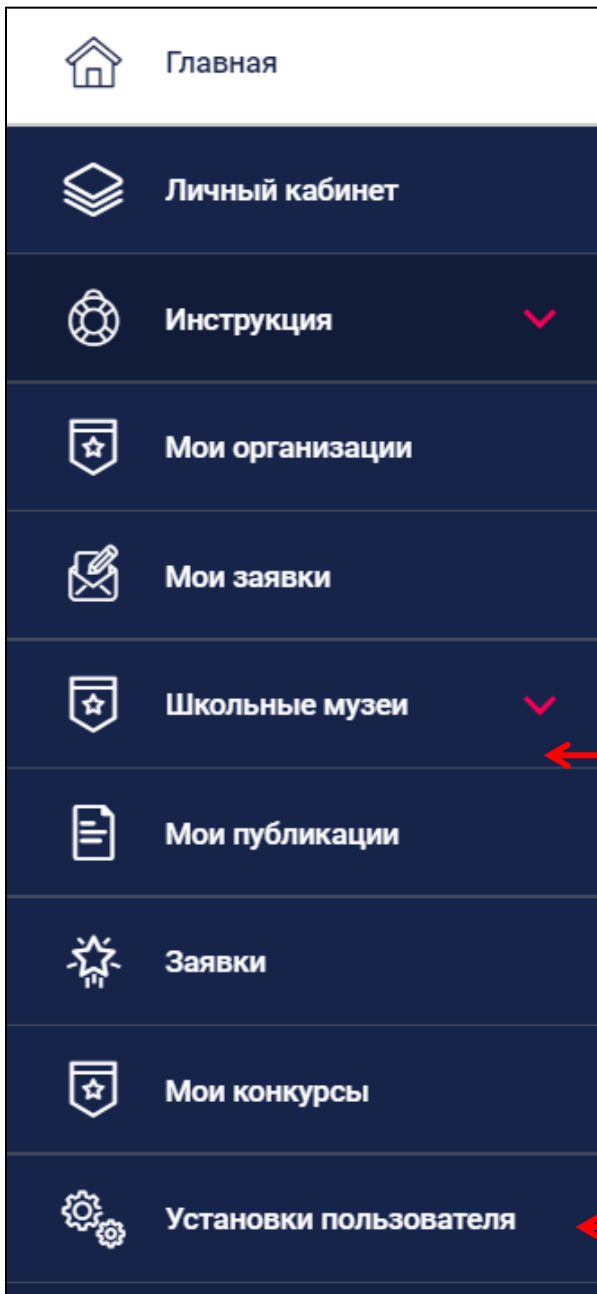 Главная
Личный кабинет
Инструкция
Мои организации
Мои заявки
Школьные музеи
Мои публикации
Заявки
Мои конкурсы
Установки пользователя